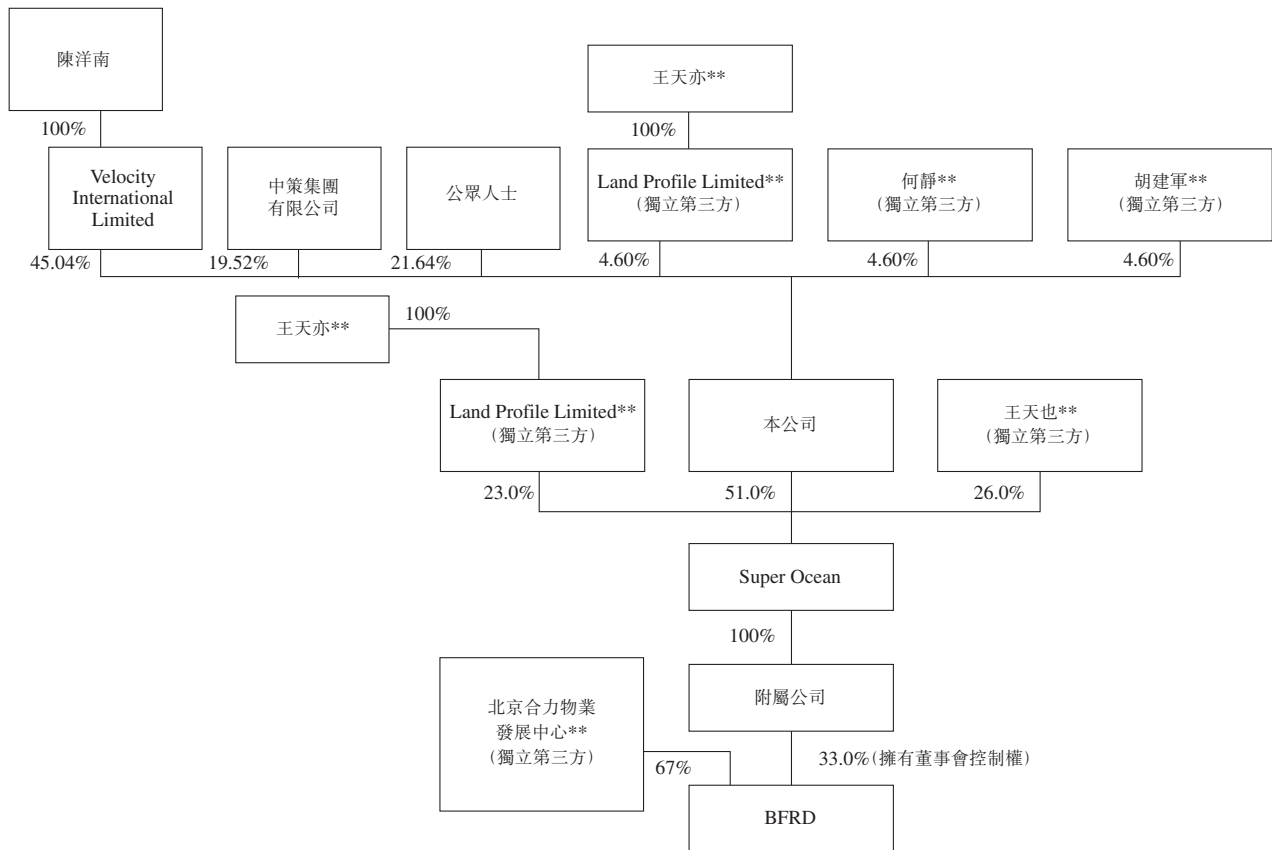 陳洋南
王天亦**
100%
100%
Velocity
International
Limited
中策集團
有限公司
公眾人士
Land Profile Limited**
(獨立第三方)
何靜**
(獨立第三方)
胡建軍**
(獨立第三方)
45.04%
19.52%
21.64%
4.60%
4.60%
4.60%
王天亦**
100%
Land Profile Limited**
(獨立第三方)
本公司
王天也**
(獨立第三方)
23.0%
51.0%
26.0%
Super Ocean
100%
北京合力物業
發展中心**
(獨立第三方)
附屬公司
67%
33.0%(擁有董事會控制權)
BFRD